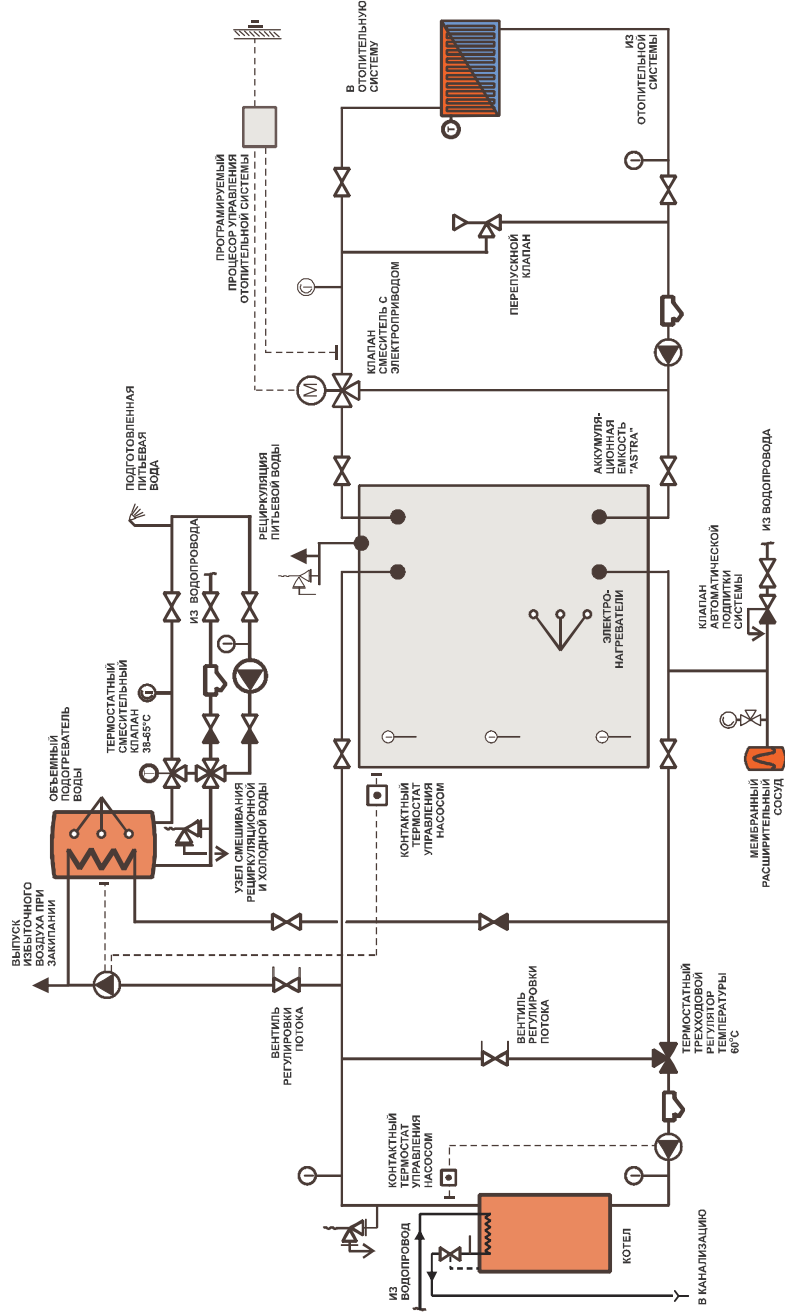 ВЫПУСК
ИЗБЫТОЧНОГО
ВОЗДУХА ПРИ
ЗАКИПАНИИ
ОБЪЕМНЫЙ
ПОДОГРЕВАТЕЛЬ
ВОДЫ
ТЕРМОСТАТНЫЙ
СМЕСИТЕЛЬНЫЙ
КЛАПАН
38-65°С
ПОДГОТОВЛЕННАЯ
ПИТЬЕВАЯ
ВОДА
ИЗ ВОДОПРОВОДА
ПРОГРАМИРУЕМЫЙ
ПРОЦЕСОР УПРАВЛЕНИЯ
ОТОПИТЕЛЬНОЙ СИСТЕМЫ
УЗЕЛ СМЕШИВАНИЯ
РЕЦИРКУЛЯЦИОННОЙ
И ХОЛОДНОЙ ВОДЫ
РЕЦИРКУЛЯЦИЯ
ПИТЬЕВОЙ ВОДЫ
ВЕНТИЛЬ
РЕГУЛИРОВКИ
ПОТОКА
В
ОТОПИТЕЛЬНУЮ
СИСТЕМУ
КЛАПАН
СМЕСИТЕЛЬ С
ЭЛЕКТРОПРИВОДОМ
M
T
ИЗ
ВОДОПРОВОД
КОНТАКТНЫЙ
ТЕРМОСТАТ
УПРАВЛЕНИЯ
НАСОСОМ
КОНТАКТНЫЙ
ТЕРМОСТАТ
УПРАВЛЕНИЯ
НАСОСОМ
ВЕНТИЛЬ
РЕГУЛИРОВКИ
ПОТОКА
ПЕРЕПУСКНОЙ
КЛАПАН
ЭЛЕКТРО-
НАГРЕВАТЕЛИ
АККУМУЛЯ-
ЦИОННАЯ
ЕМКОСТЬ
"ASTRA"
ИЗ
ОТОПИТЕЛЬНОЙ
СИСТЕМЫ
КОТЕЛ
В КАНАЛИЗАЦИЮ
ТЕРМОСТАТНЫЙ
ТРЕХХОДОВОЙ
РЕГУЛЯТОР
ТЕМПЕРАТУРЫ
60°С
КЛАПАН
АВТОМАТИЧЕСКОЙ
ПОДПИТКИ
СИСТЕМЫ
ИЗ ВОДОПРОВОДА
МЕМБРАННЫЙ
РАСШИРИТЕЛЬНЫЙ
СОСУД